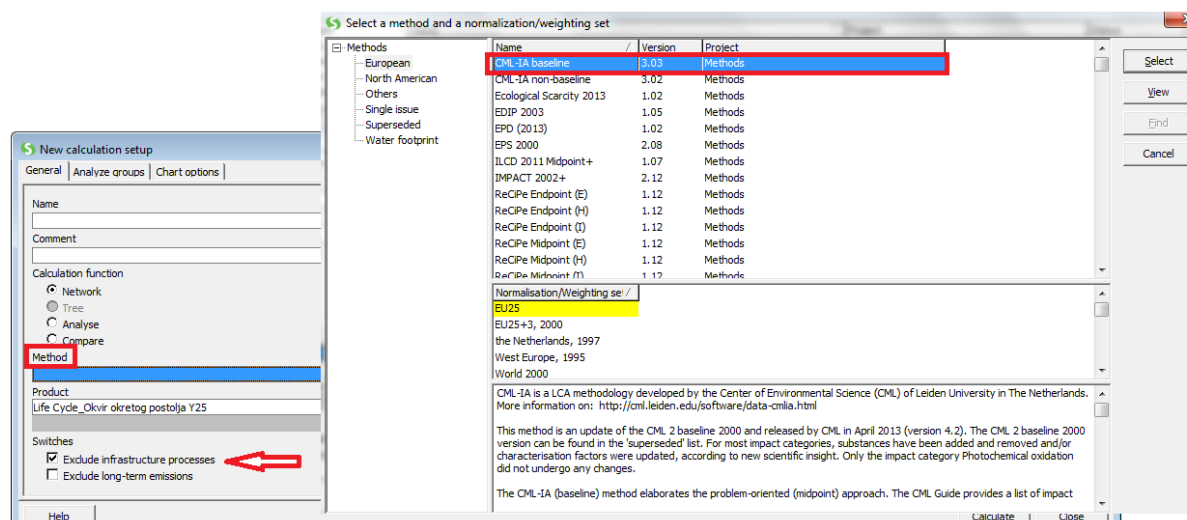 Select a method and a normalization/weighting set
Methods
European
North American
Others
Single issue
Superseded
Water footprint
Name / Version Project
CML-IA baseline 3.03 Methods
CML-IA non-baseline 3.02 Methods
Ecological Scarcity 2013 1.02 Methods
EDIP 2003 1.05 Methods
EPD (2013) 1.02 Methods
EPS 2000 2.08 Methods
ILCD 2011 Midpoint+ 1.07 Methods
IMPACT 2002+ 2.12 Methods
ReCiPe Endpoint (E) 1.12 Methods
ReCiPe Endpoint (H) 1.12 Methods
ReCiPe Endpoint (I) 1.12 Methods
ReCiPe Midpoint (E) 1.12 Methods
ReCiPe Midpoint (H) 1.12 Methods
ReCiPe Midpoint (I) 1.12 Methods
Select
View
Find
Cancel
Normalisation/Weighting se /
EU25
EU25+3, 2000
the Netherlands, 1997
West Europe, 1995
World 2000
CML-IA is a LCA methodology developed by the Center of Environmental Science (CML) of Leiden University in The Netherlands.
More information on: http://cml.leiden.edu/software/data-cmlia.html
This method is an update of the CML 2 baseline 2000 and released by CML in April 2013 (version 4.2). The CML 2 baseline 2000
version can be found in the 'superseded' list. For most impact categories, substances have been added and removed and/or
characterisation factors were updated, according to new scientific insight. Only the impact category Photochemical oxidation
did not undergo any changes.
The CML-IA (baseline) method elaborates the problem-oriented (midpoint) approach. The CML Guide provides a list of impact
New calculation setup
General Analyze groups Chart options
Name
Comment
Calculation function
Network
Tree
Analyse
Compare
Method
Product
Life Cycle_Okvir okretog postolja Y25
Switches
Exclude infrastructure processes
Exclude long-term emissions
Help
Calculate
Close